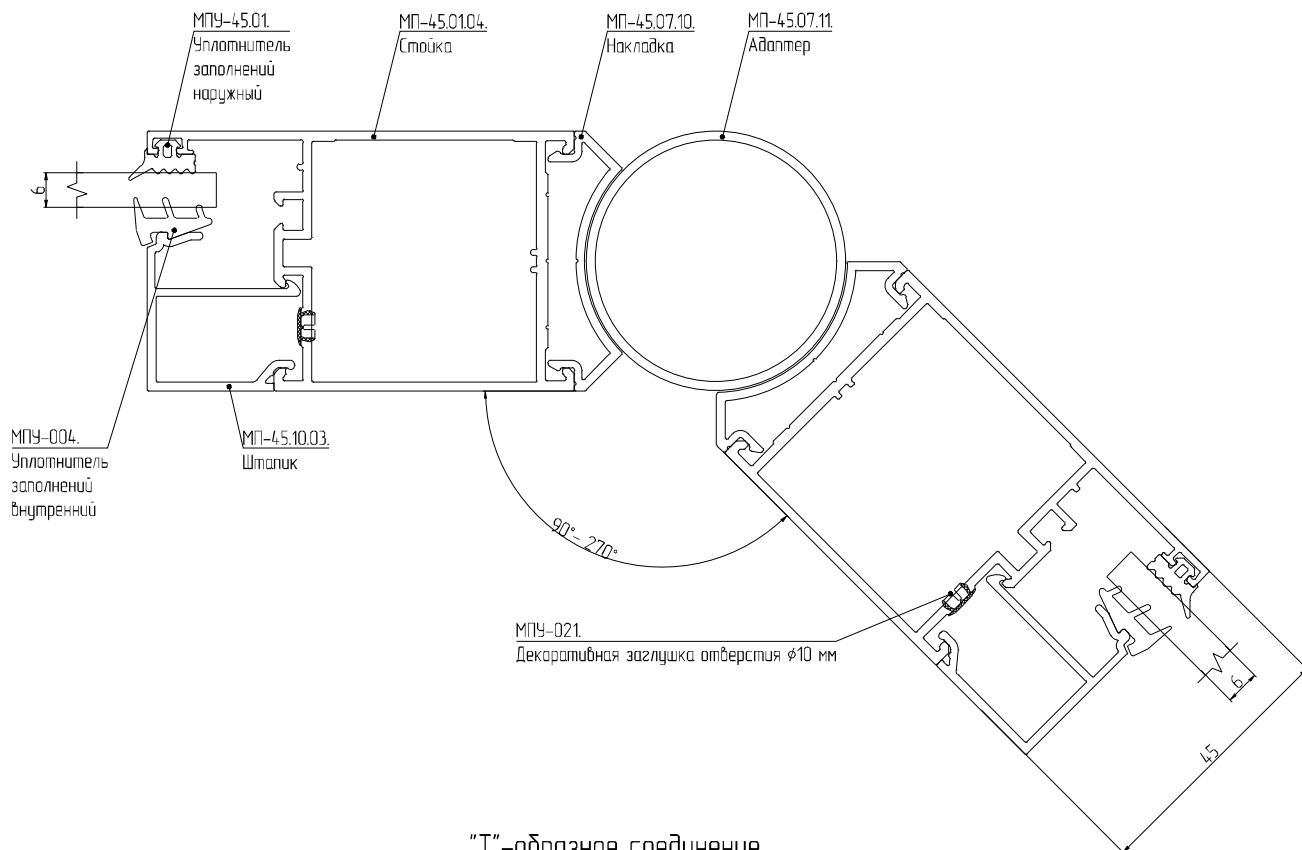 МПУ-45.01.
Уплотнитель
заполнений
наружный
МП-45.01.04.
Стойка
МП-45.07.10.
Накладка
МП-45.07.11.
Адаптер
6
МПУ-004.
Уплотнитель
заполнений
внутренний
МП-45.10.03.
Штапик
90°-270°
МПУ-021.
Декоративная заглушка отверстия ϕ10 мм
6
45
"Т"-образное соединение